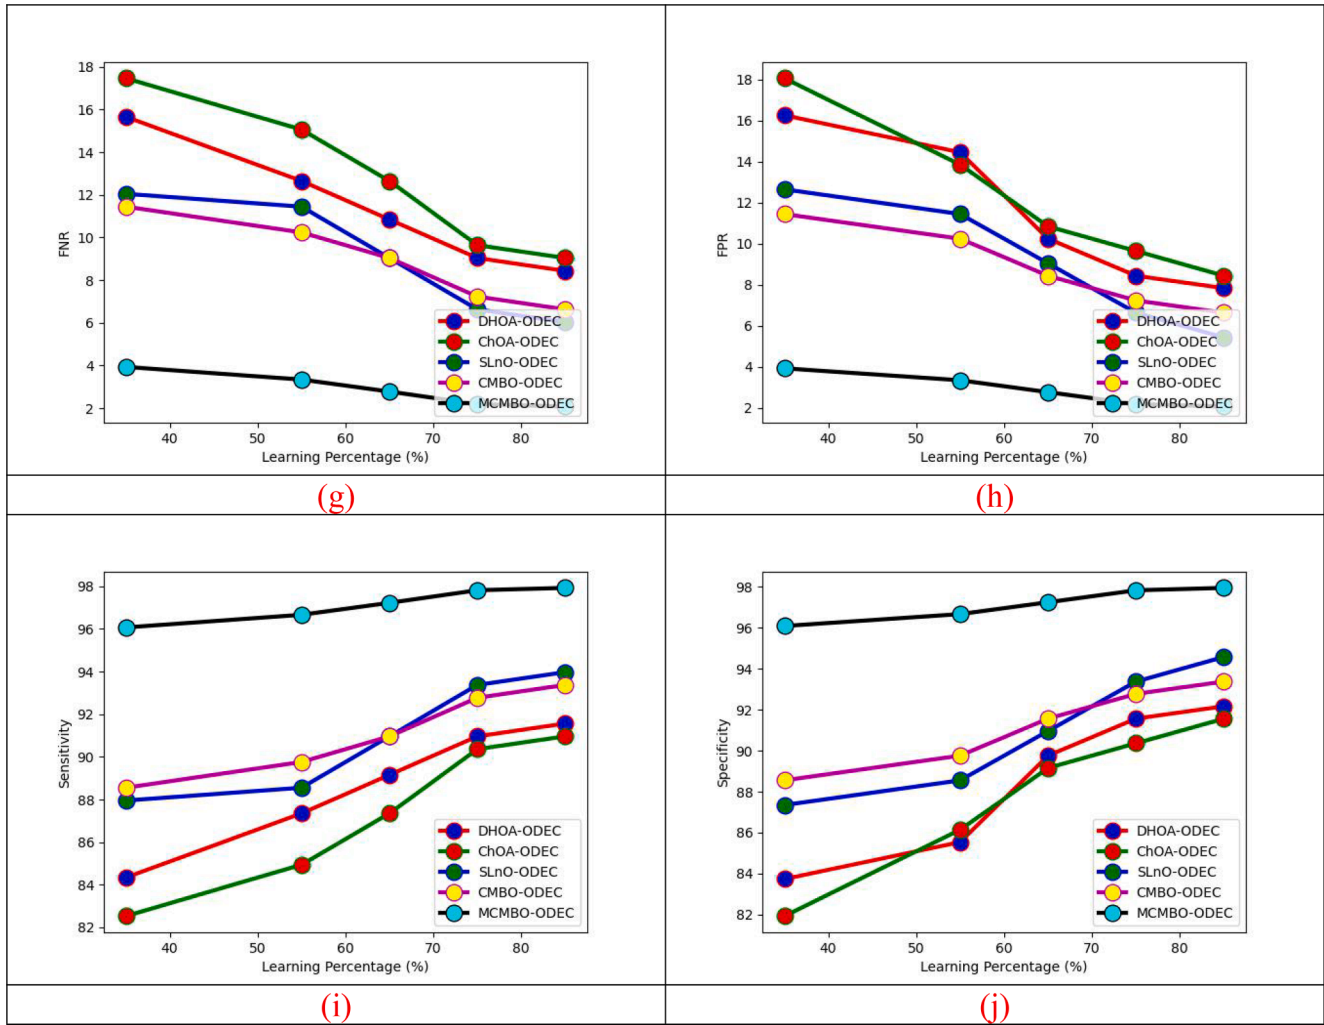 18
16
14
12
10
8
6
4
2
FNR
40 50 60 70 80
Learning Percentage (%)
DHOA-ODEC
ChOA-ODEC
SLnO-ODEC
CMBO-ODEC
MCMBO-ODEC
18
16
14
12
10
8
6
4
2
FPR
40 50 60 70 80
Learning Percentage (%)
DHOA-ODEC
ChOA-ODEC
SLnO-ODEC
CMBO-ODEC
MCMBO-ODEC
(g)
(h)
98
96
94
92
90
88
86
84
82
Sensitivity
40 50 60 70 80
Learning Percentage (%)
DHOA-ODEC
ChOA-ODEC
SLnO-ODEC
CMBO-ODEC
MCMBO-ODEC
98
96
94
92
90
88
86
84
82
Specificity
40 50 60 70 80
Learning Percentage (%)
DHOA-ODEC
ChOA-ODEC
SLnO-ODEC
CMBO-ODEC
MCMBO-ODEC
(i)
(j)